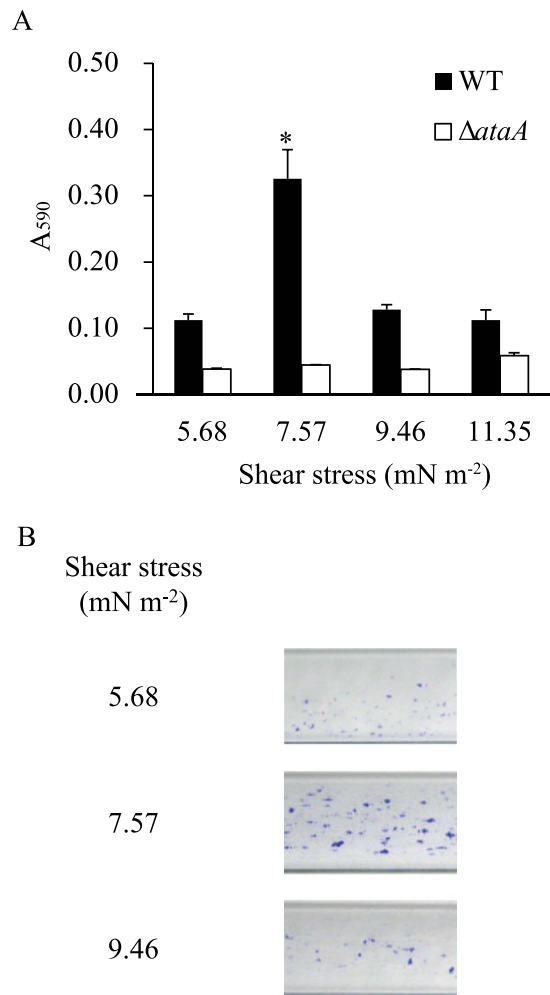 A
0.50
0.40
0.30
0.20
0.10
0.00
A590
WT
ΔataA
*
5.68 7.57 9.46 11.35
Shear stress (mN m-2)
B
Shear stress
(mN m-2)
5.68
7.57
9.46